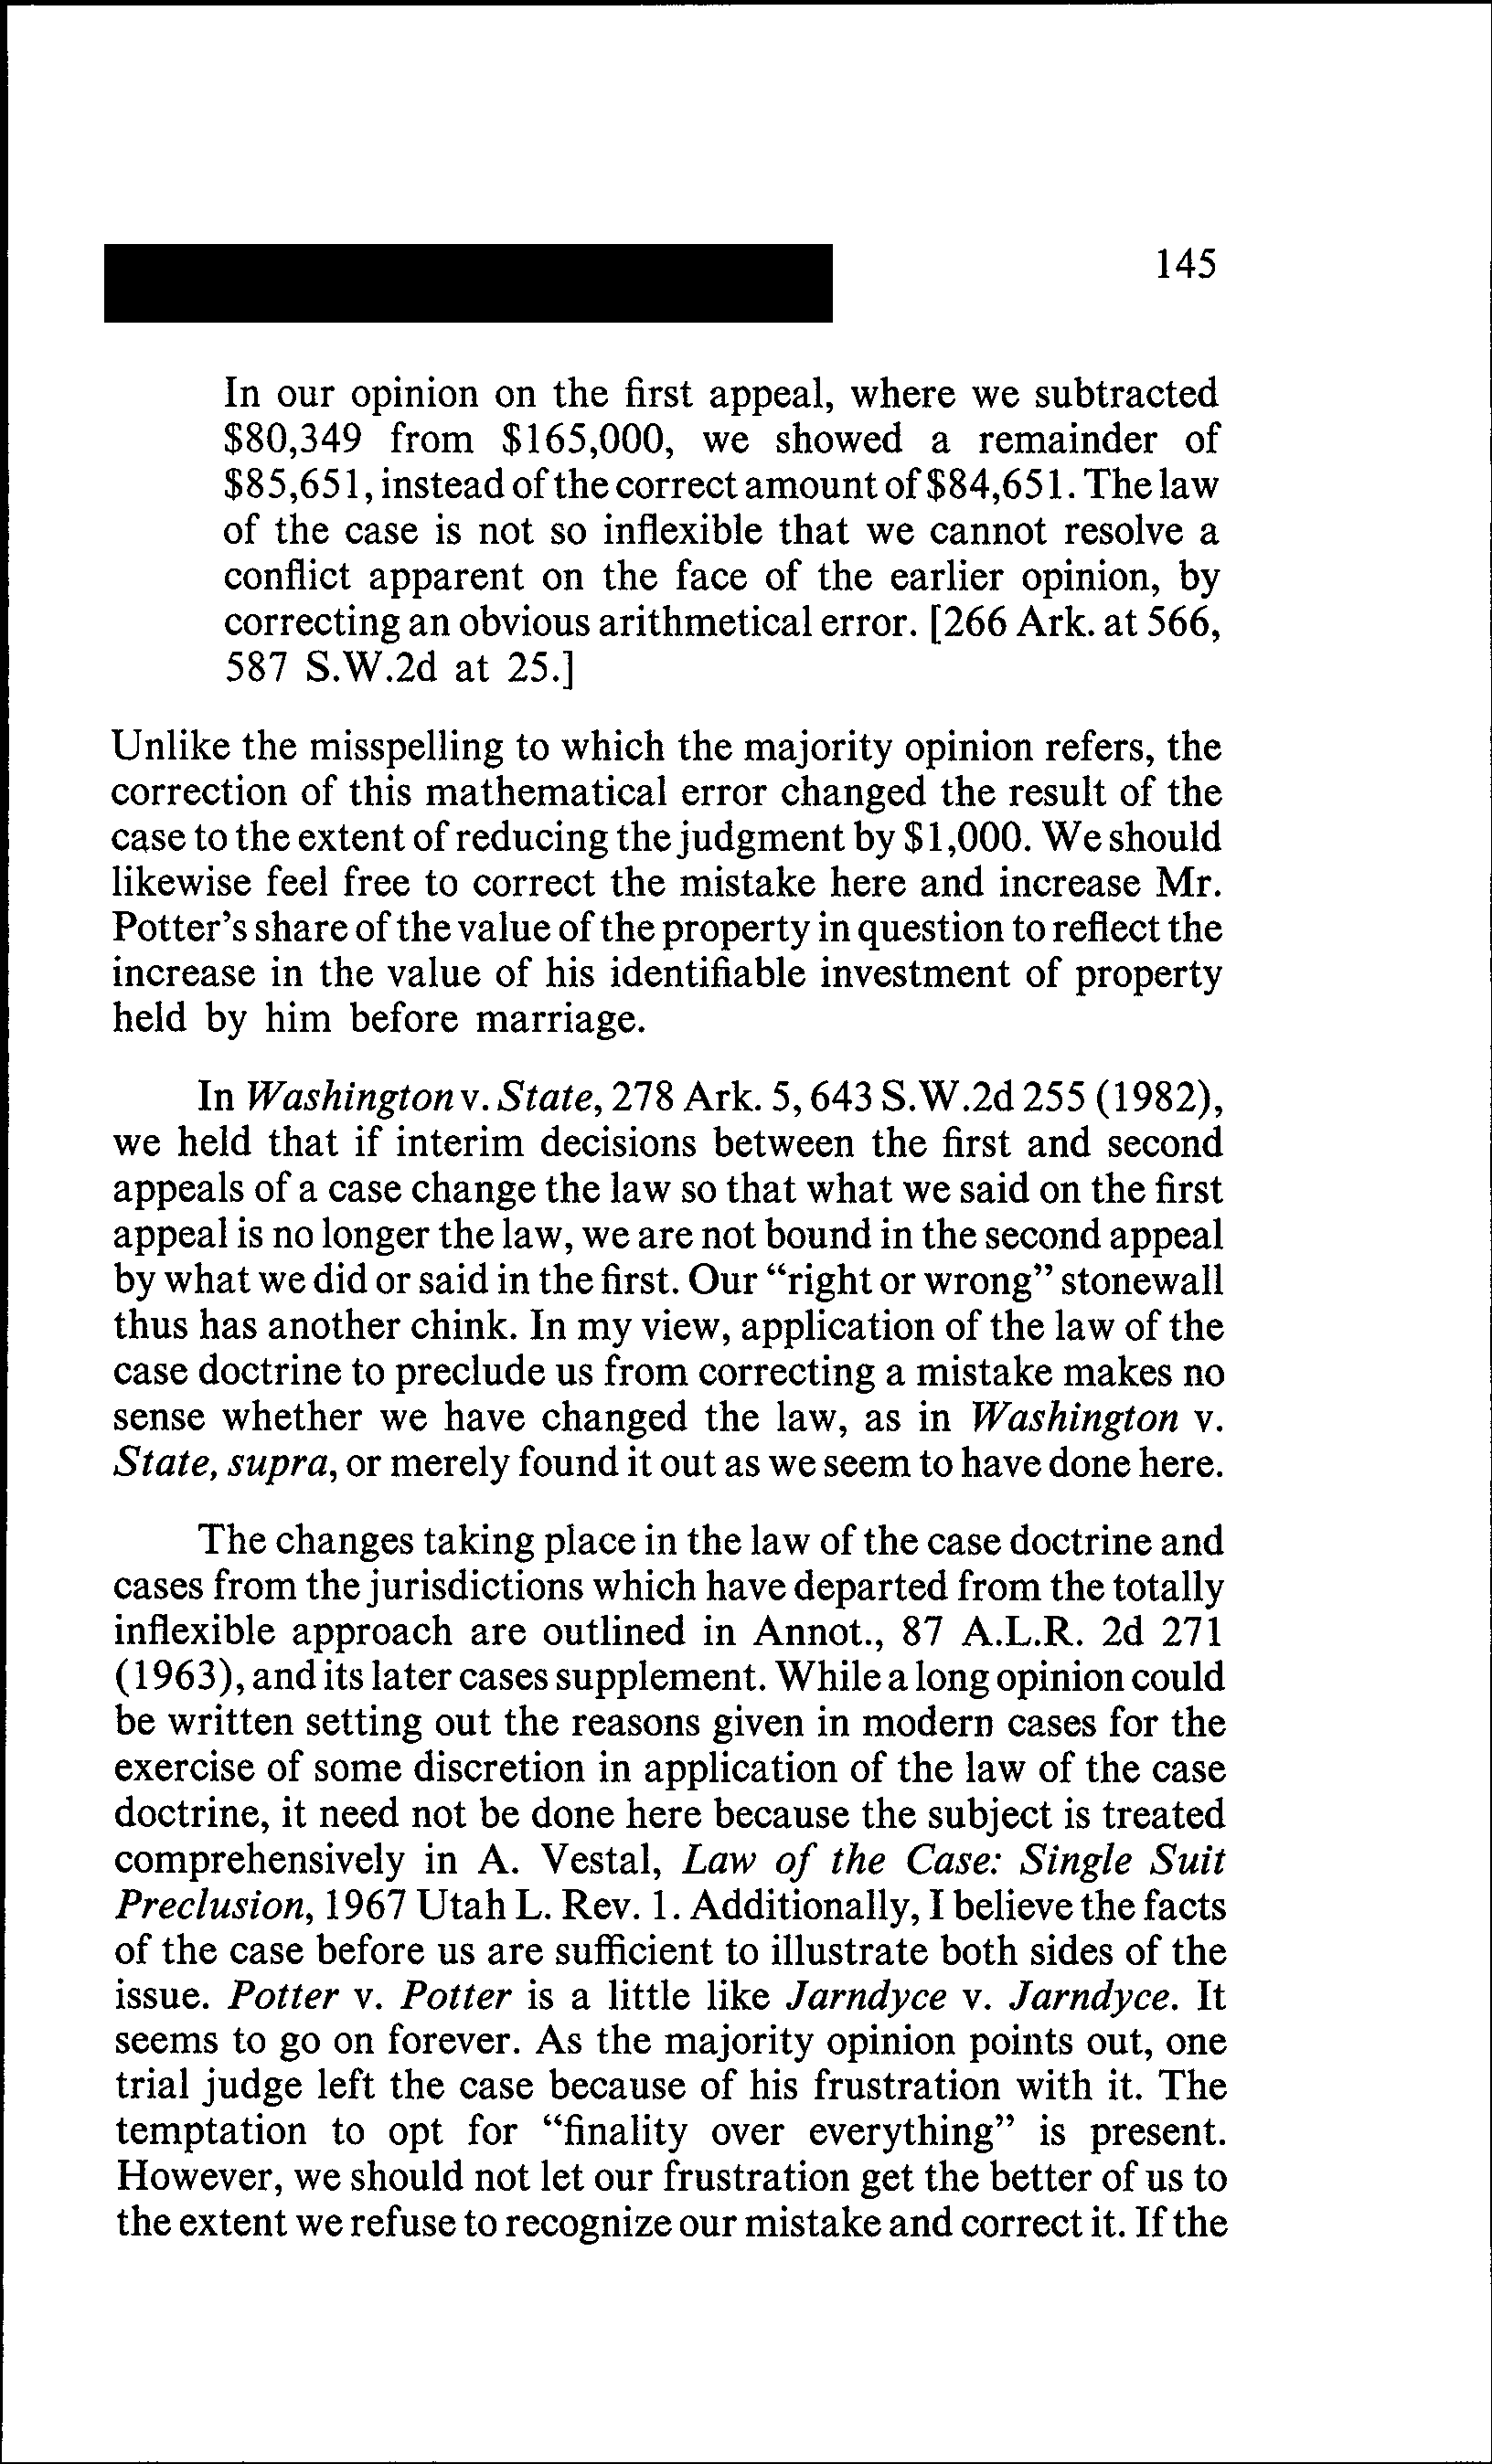 145
In our opinion on the first appeal, where we subtracted
$80,349 from $165,000, we showed a remainder of
$85,651, instead of the correct amount of $84,651. The law
of the case is not so inflexible that we cannot resolve a
conflict apparent on the face of the earlier opinion, by
correcting an obvious arithmetical error. [266 Ark. at 566,
587 S.W.2d at 25.]
Unlike the misspelling to which the majority opinion refers, the
correction of this mathematical error changed the result of the
case to the extent of reducing the judgment by $1,000. We should
likewise feel free to correct the mistake here and increase Mr.
Potter's share of the value of the property in question to reflect the
increase in the value of his identifiable investment of property
held by him before marriage.
In Washington v. State, 278 Ark. 5, 643 S.W.2d 255 (1982),
we held that if interim decisions between the first and second
appeals of a case change the law so that what we said on the first
appeal is no longer the law, we are not bound in the second appeal
by what we did or said in the first. Our “right or wrong” stonewall
thus has another chink. In my view, application of the law of the
case doctrine to preclude us from correcting a mistake makes no
sense whether we have changed the law, as in Washington v.
State, supra, or merely found it out as we seem to have done here.
The changes taking place in the law of the case doctrine and
cases from the jurisdictions which have departed from the totally
inflexible approach are outlined in Annot., 87 A.L.R. 2d 271
(1963), and its later cases supplement. While a long opinion could
be written setting out the reasons given in modern cases for the
exercise of some discretion in application of the law of the case
doctrine, it need not be done here because the subject is treated
comprehensively in A. Vestal, Law of the Case: Single Suit
Preclusion, 1967 Utah L. Rev. 1. Additionally, I believe the facts
of the case before us are sufficient to illustrate both sides of the
issue. Potter v. Potter is a little like Jarndyce v. Jarndyce. It
seems to go on forever. As the majority opinion points out, one
trial judge left the case because of his frustration with it. The
temptation to opt for “finality over everything” is present.
However, we should not let our frustration get the better of us to
the extent we refuse to recognize our mistake and correct it. If the